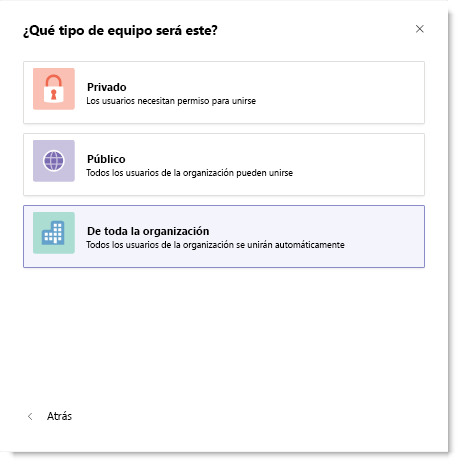 ¿Qué tipo de equipo será este?
Privado
Los usuarios necesitan permiso para unirse
Público
Todos los usuarios de la organización pueden unirse
De toda la organización
Todos los usuarios de la organización se unirán automáticamente
Atrás